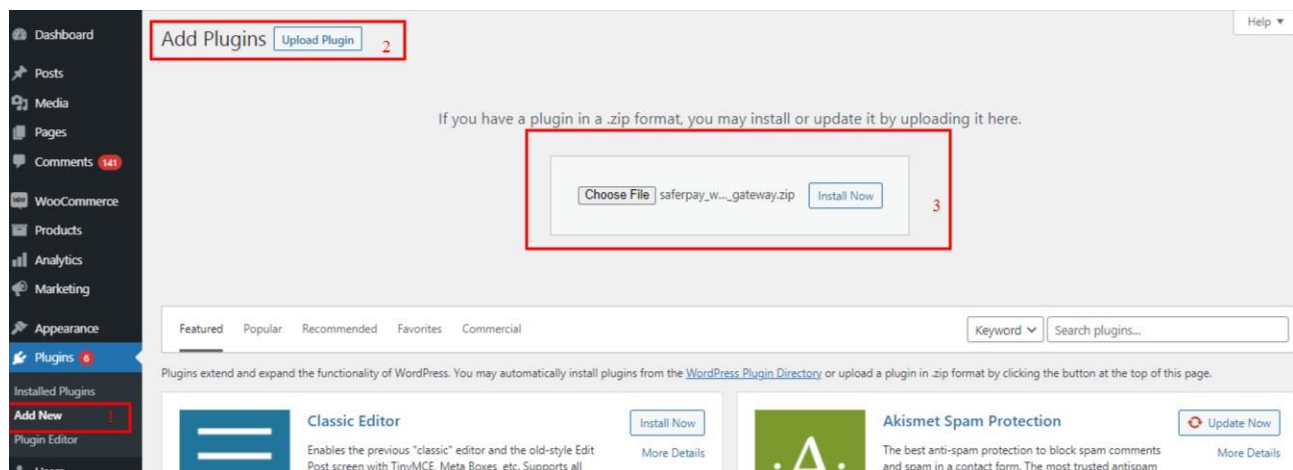 Dashboard
Posts
Media
Pages
Comments 141
WooCommerce
Products
Analytics
Marketing
Appearance
Plugins 6
Installed Plugins
Add New 1
Plugin Editor
Users
Help ▼
Add Plugins Upload Plugin 2
If you have a plugin in a .zip format, you may install or update it by uploading it here.
Choose File saferpay_w..._gateway.zip Install Now
3
Featured Popular Recommended Favorites Commercial Keyword Search plugins...
Plugins extend and expand the functionality of WordPress. You may automatically install plugins from the WordPress Plugin Directory or upload a plugin in .zip format by clicking the button at the top of this page.
Classic Editor
Install Now
Enables the previous "classic" editor and the old-style Edit
Post screen with TinyMCE, Meta Boxes, etc. Supports all
More Details
.A.
Akismet Spam Protection
Update Now
The best anti-spam protection to block spam comments
and spam in a contact form. The most trusted antispam
More Details